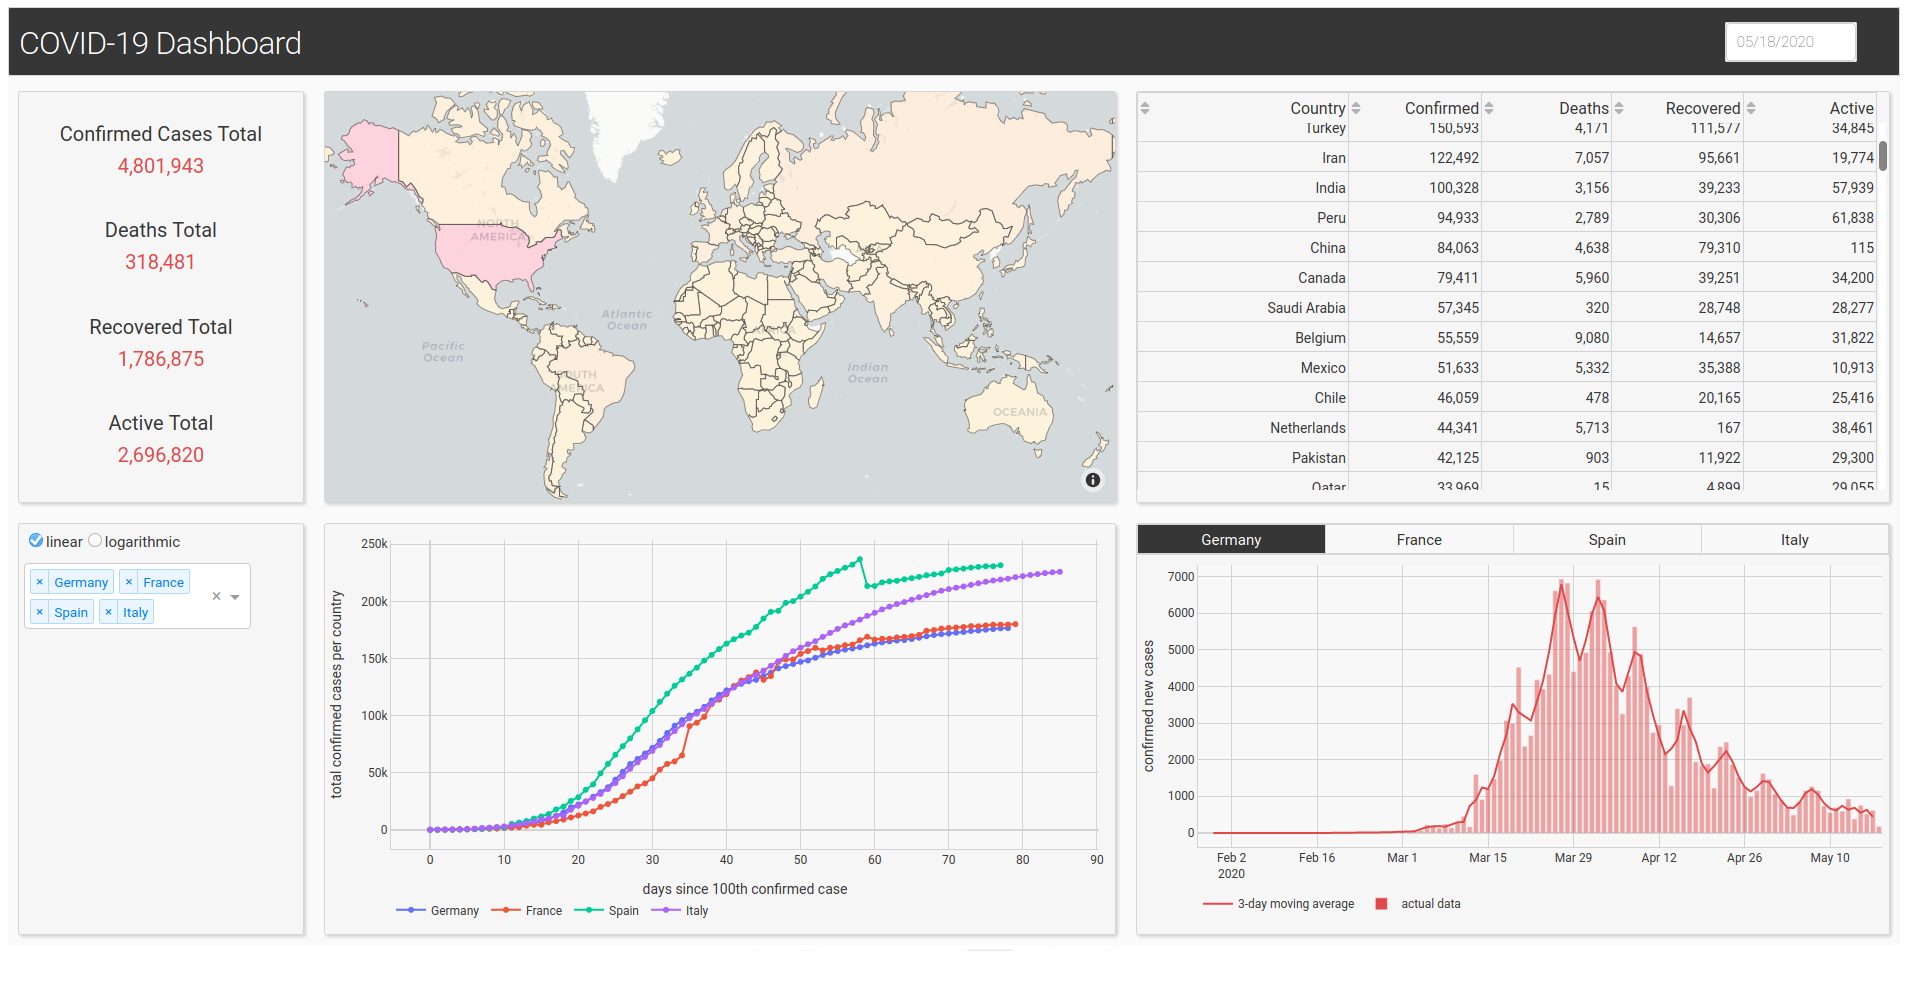 COVID-19 Dashboard
05/18/2020
Confirmed Cases Total
4,801,943
Deaths Total
318,481
Recovered Total
1,786,875
Active Total
2,696,820
NORTH
AMERICA
Atlantic
Ocean
Pacific
Ocean
AFRICA
Indian
Ocean
SOUTH
AMERICA
OCEANIA
Country Confirmed Deaths Recovered Active
Turkey 150,593 4,171 111,577 34,845
Iran 122,492 7,057 95,661 19,774
India 100,328 3,156 39,233 57,939
Peru 94,933 2,789 30,306 61,838
China 84,063 4,638 79,310 115
Canada 79,411 5,960 39,251 34,200
Saudi Arabia 57,345 320 28,748 28,277
Belgium 55,559 9,080 14,657 31,822
Mexico 51,633 5,332 35,388 10,913
Chile 46,059 478 20,165 25,416
Netherlands 44,341 5,713 167 38,461
Pakistan 42,125 903 11,922 29,300
Qatar 33,969 15 4,899 29,055
linear logarithmic
× Germany × France
× Spain × Italy
×
250k
200k
150k
100k
50k
0
total confirmed cases per country
0 10 20 30 40 50 60 70 80 90
days since 100th confirmed case
Germany France Spain Italy
Germany France Spain Italy
7000
6000
5000
4000
3000
2000
1000
0
confirmed new cases
Feb 2 Feb 16 Mar 1 Mar 15 Mar 29 Apr 12 Apr 26 May 10
2020
3-day moving average actual data